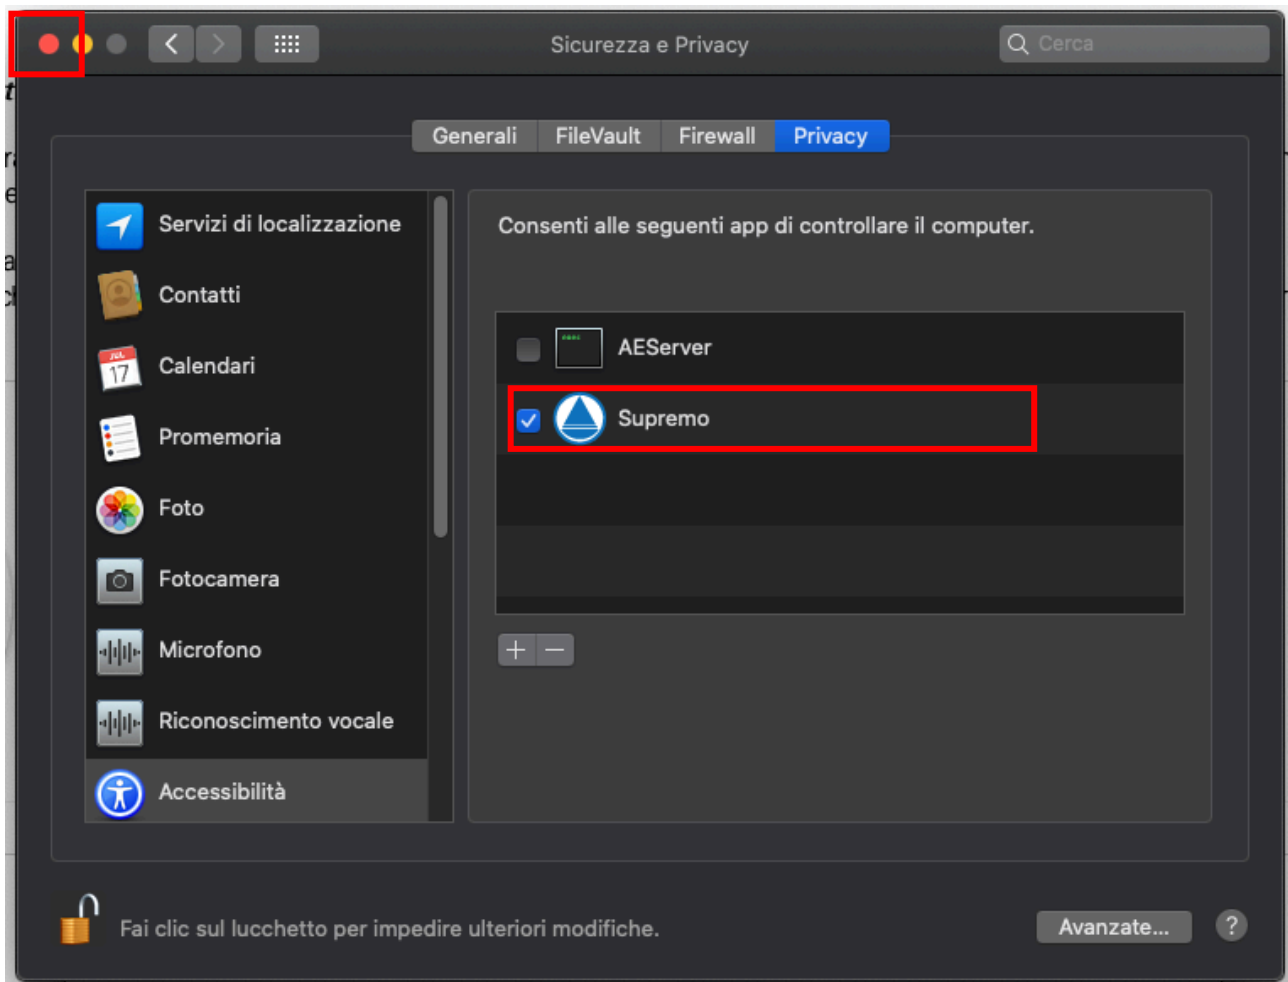 Sicurezza e Privacy
Cerca
Generali
FileVault
Firewall
Privacy
Servizi di localizzazione
Contatti
JUL
17
Calendari
Promemoria
Foto
Fotocamera
Microfono
Riconoscimento vocale
Accessibilità
Consenti alle seguenti app di controllare il computer.
AEServer
Supremo
Fai clic sul lucchetto per impedire ulteriori modifiche.
Avanzate...
?